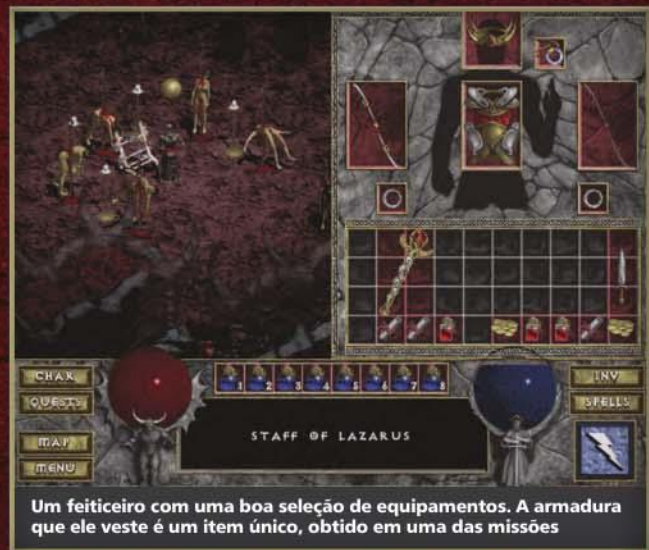 CHAR
QUESTS
MAP
MENU
1 2 3 4 5 6 7 8
STAFF OF LAZARUS
INV
SPELLS
Um feiticeiro com uma boa seleção de equipamentos. A armadura
que ele veste é um item único, obtido em uma das missões